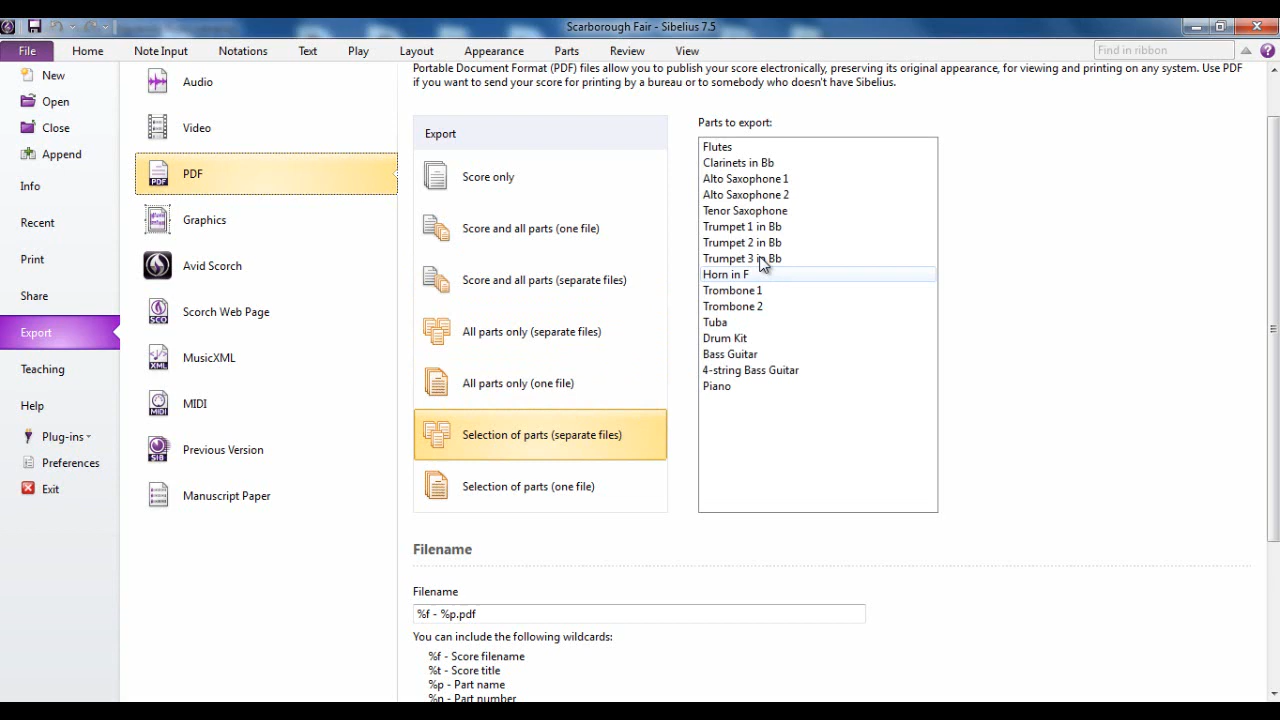 Scarborough Fair - Sibelius 7.5
File Home Note Input Notations Text Play Layout Appearance Parts Review View Find in ribbon
New
Open
Close
Append
Info
Recent
Print
Share
Export
Teaching
Help
Plug-ins
Preferences
Exit
Audio
Video
PDF
Graphics
Avid Scorch
Scorch Web Page
MusicXML
MIDI
Previous Version
Manuscript Paper
Portable Document Format (PDF) files allow you to publish your score electronically, preserving its original appearance, for viewing and printing on any system. Use PDF
if you want to send your score for printing by a bureau or to somebody who doesn't have Sibelius.
Export
Score only
Score and all parts (one file)
Score and all parts (separate files)
All parts only (separate files)
All parts only (one file)
Selection of parts (separate files)
Selection of parts (one file)
Parts to export:
Flutes
Clarinets in Bb
Alto Saxophone 1
Alto Saxophone 2
Tenor Saxophone
Trumpet 1 in Bb
Trumpet 2 in Bb
Trumpet 3 in Bb
Horn in F
Trombone 1
Trombone 2
Tuba
Drum Kit
Bass Guitar
4-string Bass Guitar
Piano
Filename
Filename
%f - %p.pdf
You can include the following wildcards:
%f - Score filename
%t - Score title
%p - Part name
%n - Part number